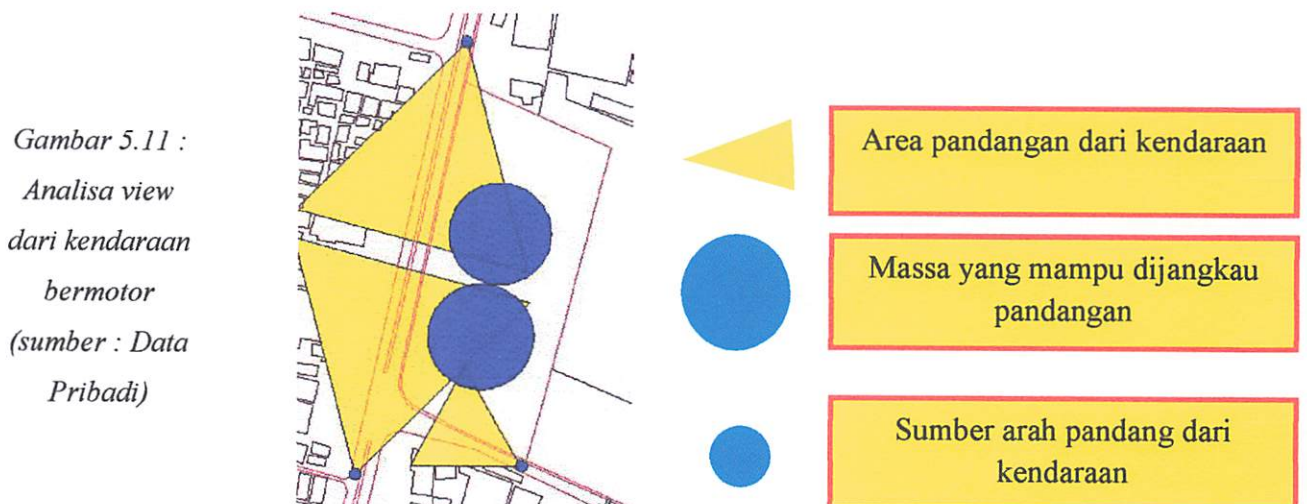 Gambar 5.11 :
Analisa view
dari kendaraan
bermotor
(sumber : Data
Pribadi)
Area pandangan dari kendaraan
Massa yang mampu dijangkau
pandangan
Sumber arah pandang dari
kendaraan